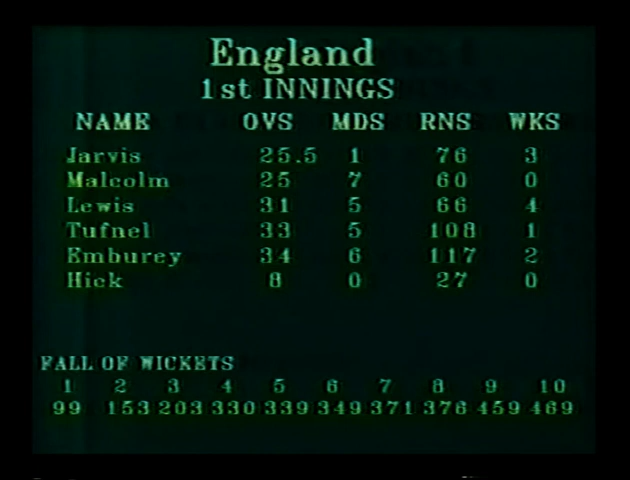 England
1st INNINGS
NAME OVS MDS RNS WKS
Jarvis 25.5 1 76 3
Malcolm 25 7 60 0
Lewis 31 5 66 4
Tufnel 33 5 108 1
Emburey 34 6 117 2
Hick 8 0 27 0
FALL OF WICKETS
1 2 3 4 5 6 7 8 9 10
99 153 203 330 339 349 371 376 459 469